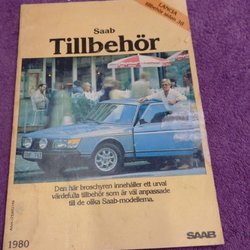 LANCIA
Saab
Tillbehör
Den här broschyren innehåller ett urval
värdefulla tillbehör som är väl anpassade
till de olika Saab-modellerna.
SAAB
1980